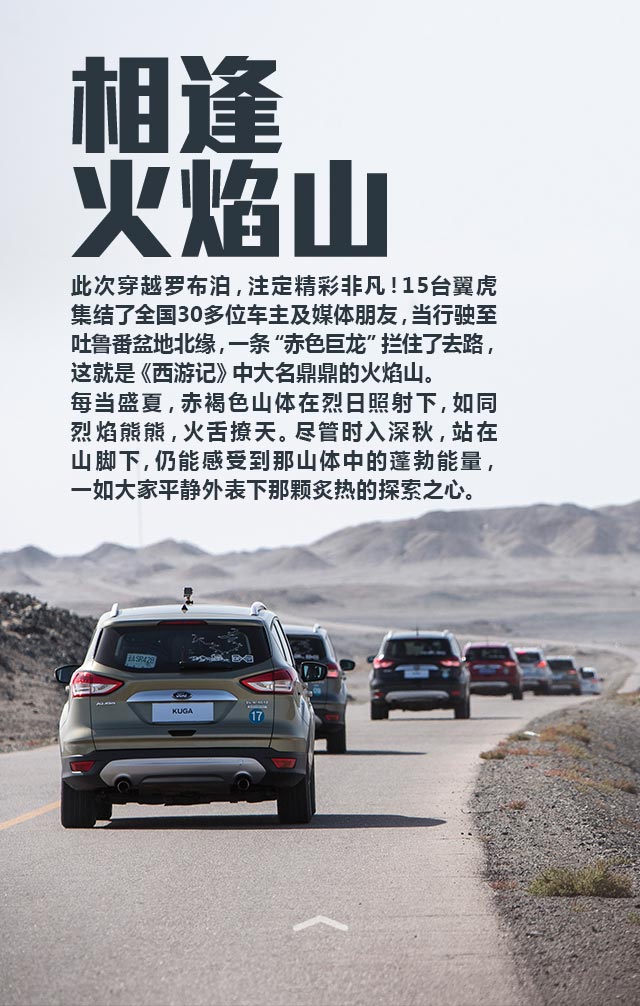 相逢
火焰山
此次穿越罗布泊，注定精彩非凡！15台翼虎
集结了全国30多位车主及媒体朋友，当行驶至
吐鲁番盆地北缘，一条“赤色巨龙”拦住了去路，
这就是《西游记》中大名鼎鼎的火焰山。
每当盛夏，赤褐色山体在烈日照射下，如同
烈焰熊熊，火舌撩天。尽管时入深秋，站在
山脚下，仍能感受到那山体中的蓬勃能量，
一如大家平静外表下那颗炙热的探索之心。
KUGA
17